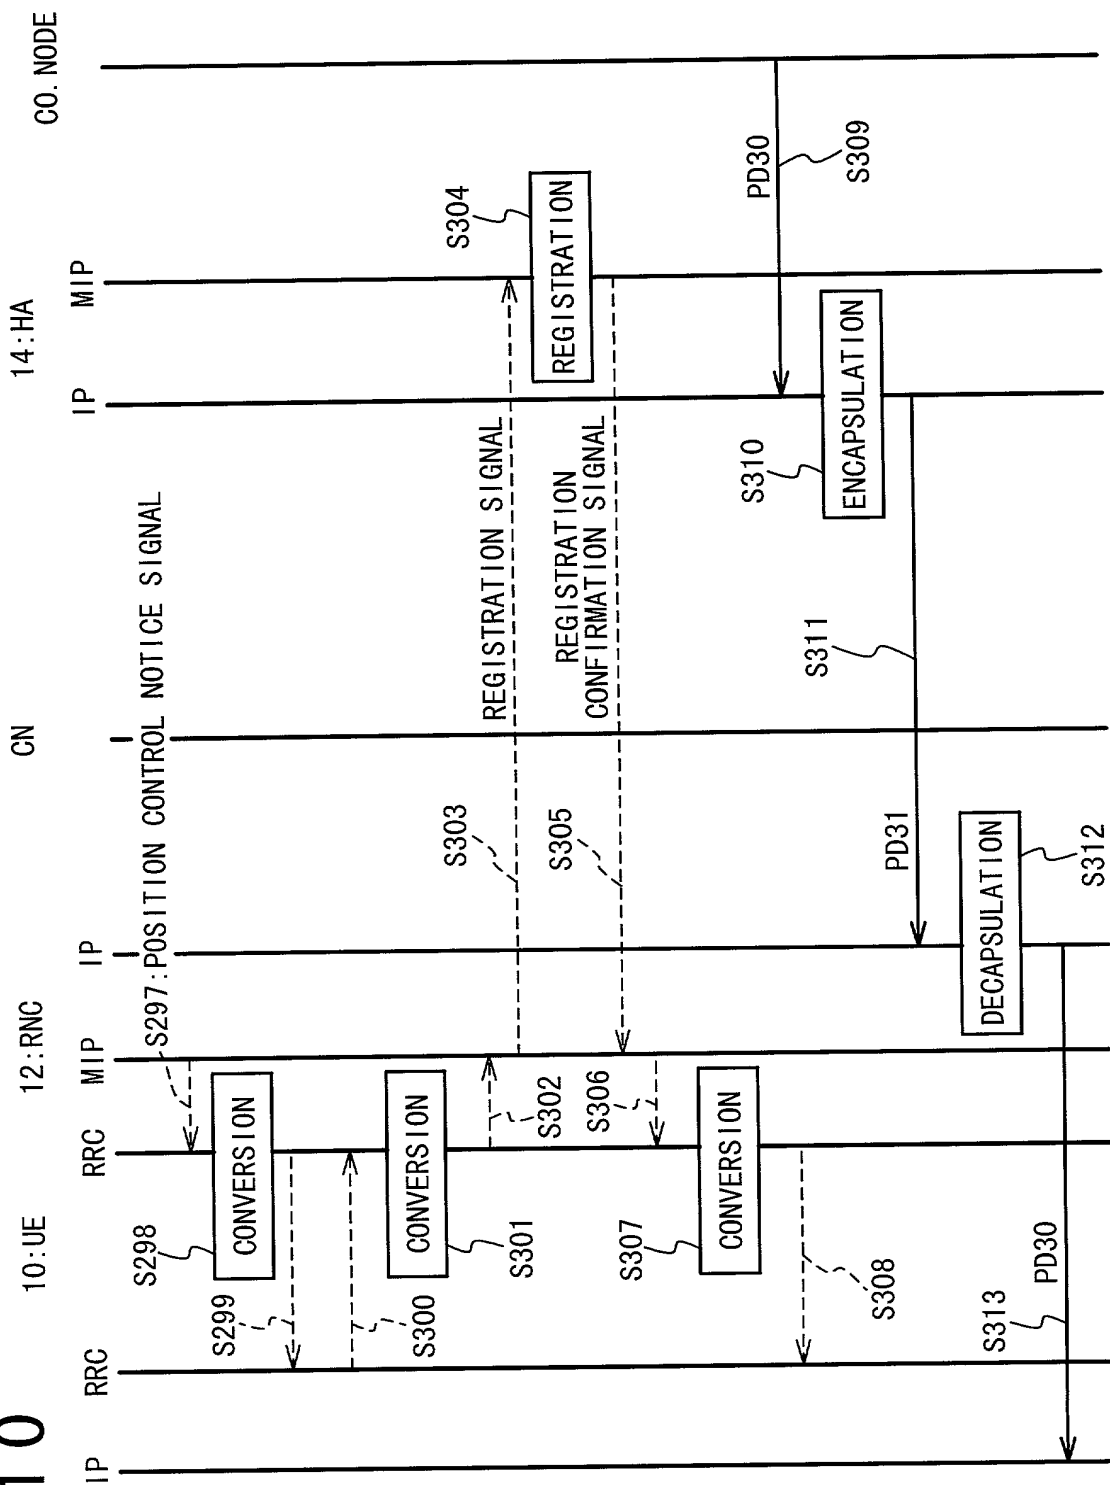 10
10:UE
12:RNC
CN
14:HA
CO. NODE
IP
RRC
RRC
MIP
IP
IP
MIP
S297:POSITION CONTROL NOTICE SIGNAL
S298
CONVERSION
S299
S300
CONVERSION
S301
S302
S303
REGISTRATION SIGNAL
S304
REGISTRATION
S305
REGISTRATION
CONFIRMATION SIGNAL
S306
S307
CONVERSION
S308
PD30
S309
S310
ENCAPSULATION
S311
PD31
DECAPSULATION
S312
S313
PD30